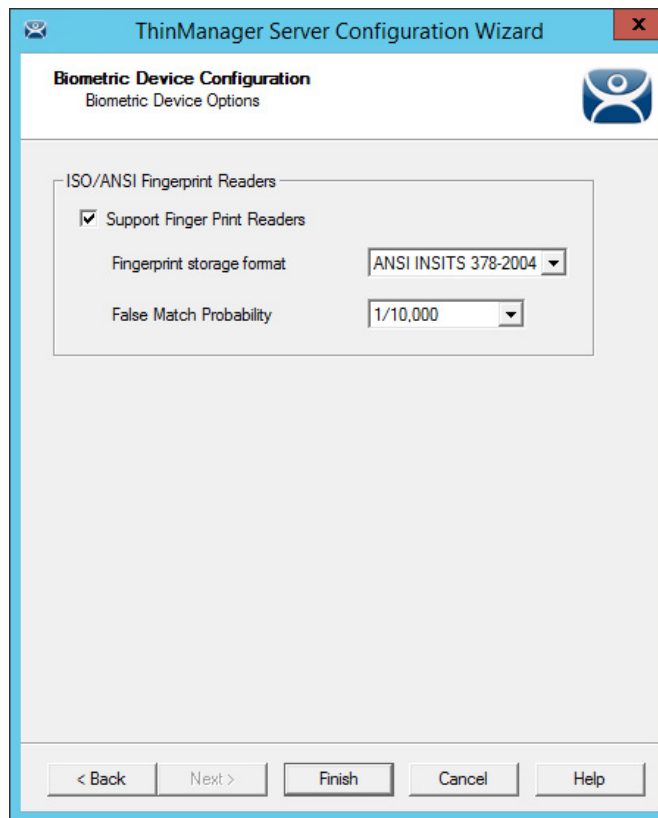 ThinManager Server Configuration Wizard
x
Biometric Device Configuration
Biometric Device Options
ISO/ANSI Fingerprint Readers
Support Finger Print Readers
Fingerprint storage format ANSI INSITS 378-2004
False Match Probability 1/10,000
< Back Next > Finish Cancel Help